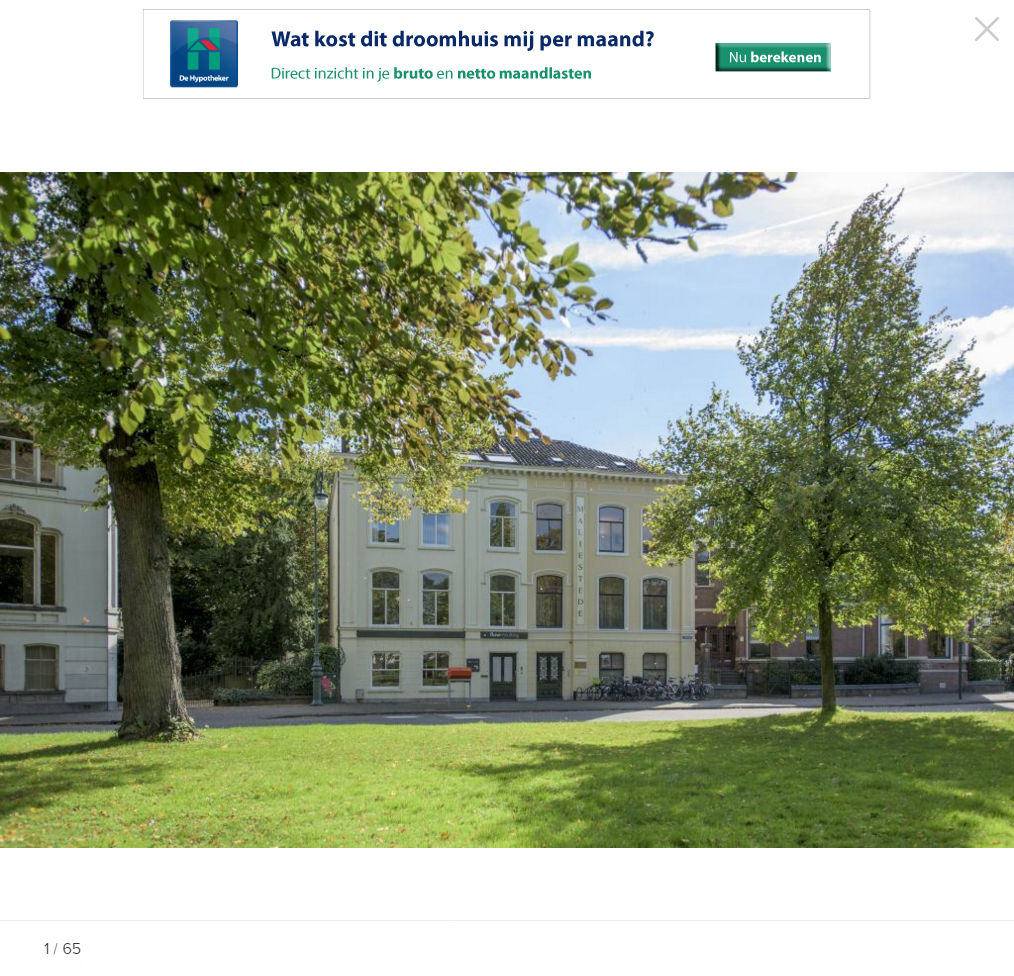 Wat kost dit droomhuis mij per maand?
Direct inzicht in je bruto en netto maandlasten
De Hypotheker
Nu berekenen
MALIESTEDE
1 / 65